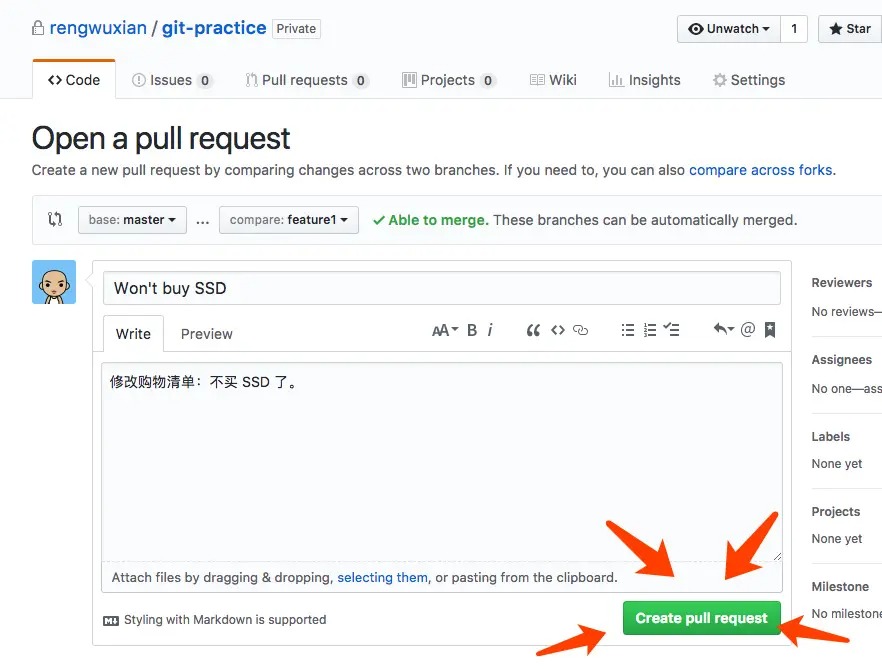 rengwuxian / git-practice Private
Unwatch 1 Star
Code Issues 0 Pull requests 0 Projects 0 Wiki Insights Settings
Open a pull request
Create a new pull request by comparing changes across two branches. If you need to, you can also compare across forks.
base: master ... compare: feature1 Able to merge. These branches can be automatically merged.
Won't buy SSD
Write Preview AA B i
修改购物清单：不买 SSD 了。
Attach files by dragging & dropping, selecting them, or pasting from the clipboard.
Styling with Markdown is supported
Create pull request
Reviewers
No reviews—
Assignees
No one—ass
Labels
None yet
Projects
None yet
Milestone
No milestone